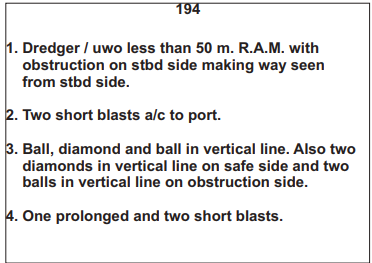 194
1. Dredger / uwo less than 50 m. R.A.M. with
obstruction on stbd side making way seen
from stbd side.
2. Two short blasts a/c to port.
3. Ball, diamond and ball in vertical line. Also two
diamonds in vertical line on safe side and two
balls in vertical line on obstruction side.
4. One prolonged and two short blasts.